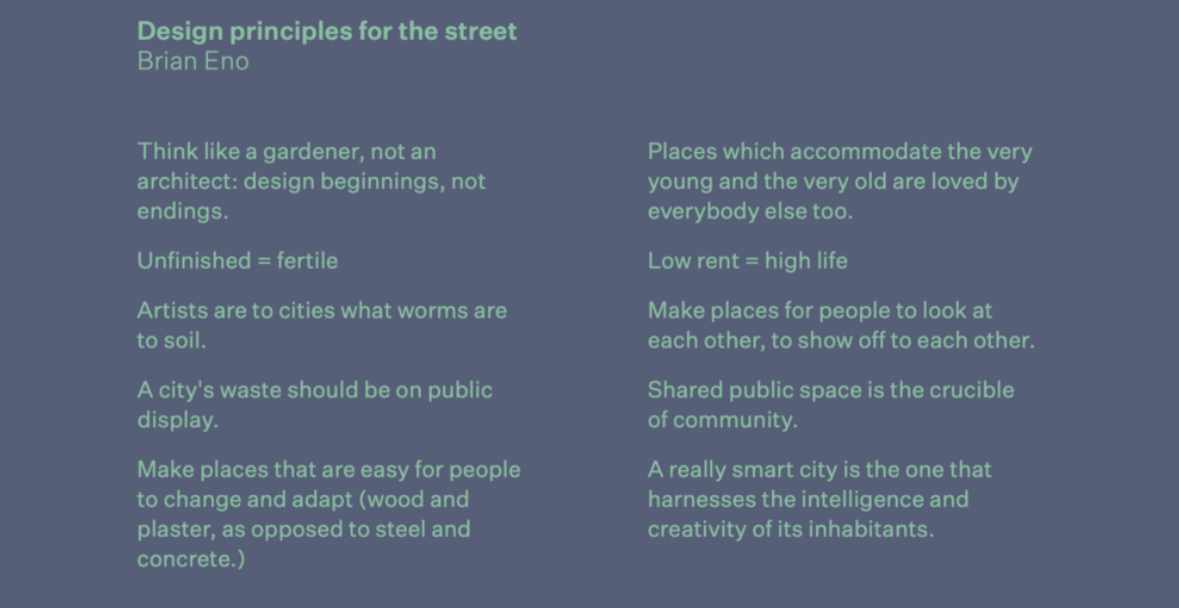 Design principles for the street
Brian Eno
Think like a gardener, not an
architect: design beginnings, not
endings.
Unfinished = fertile
Artists are to cities what worms are
to soil.
A city's waste should be on public
display.
Make places that are easy for people
to change and adapt (wood and
plaster, as opposed to steel and
concrete.)
Places which accommodate the very
young and the very old are loved by
everybody else too.
Low rent = high life
Make places for people to look at
each other, to show off to each other.
Shared public space is the crucible
of community.
A really smart city is the one that
harnesses the intelligence and
creativity of its inhabitants.